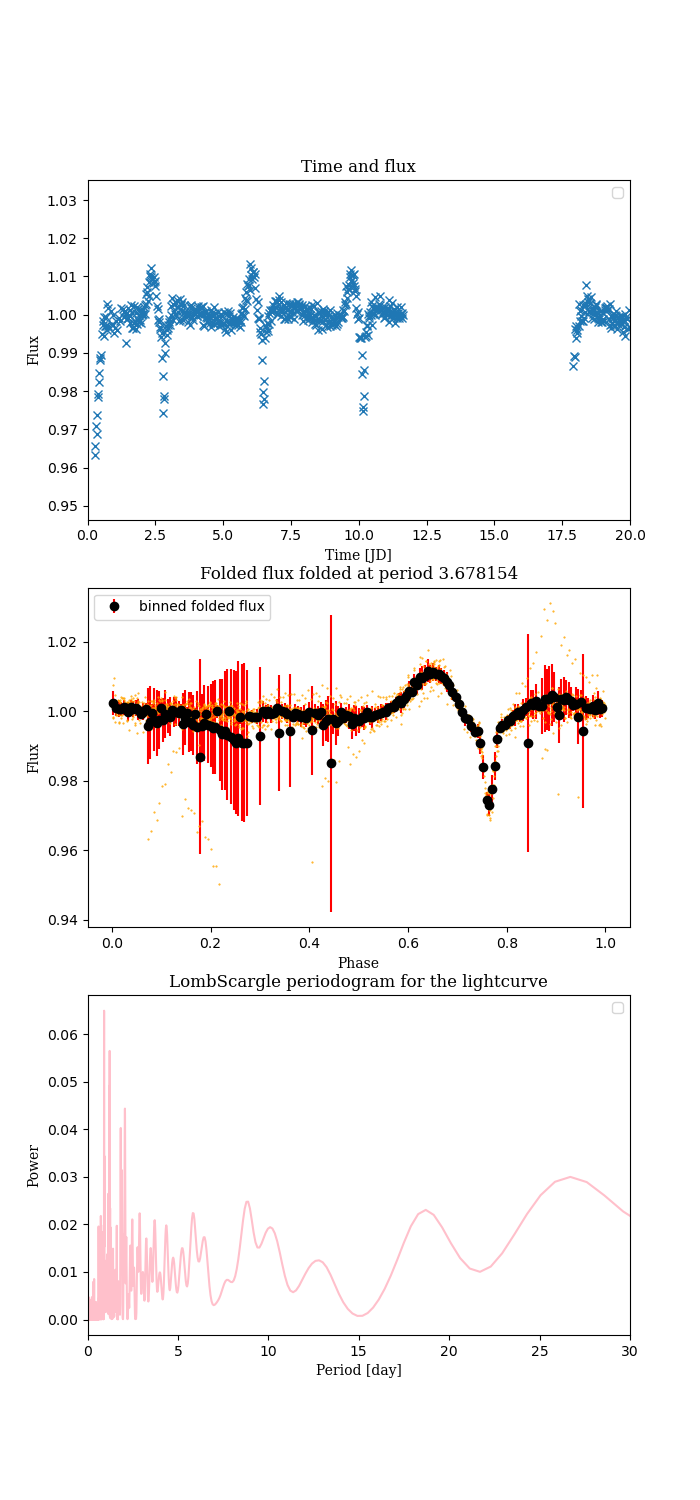 Time and flux
1.03
1.02
1.01
1.00
0.99
0.98
0.97
0.96
0.95
Flux
0.0 2.5 5.0 7.5 10.0 12.5 15.0 17.5 20.0
Time [JD]
Folded flux folded at period 3.678154
binned folded flux
1.02
1.00
0.98
0.96
0.94
Flux
0.0 0.2 0.4 0.6 0.8 1.0
Phase
LombScargle periodogram for the lightcurve
0.06
0.05
0.04
0.03
0.02
0.01
0.00
Power
0 5 10 15 20 25 30
Period [day]